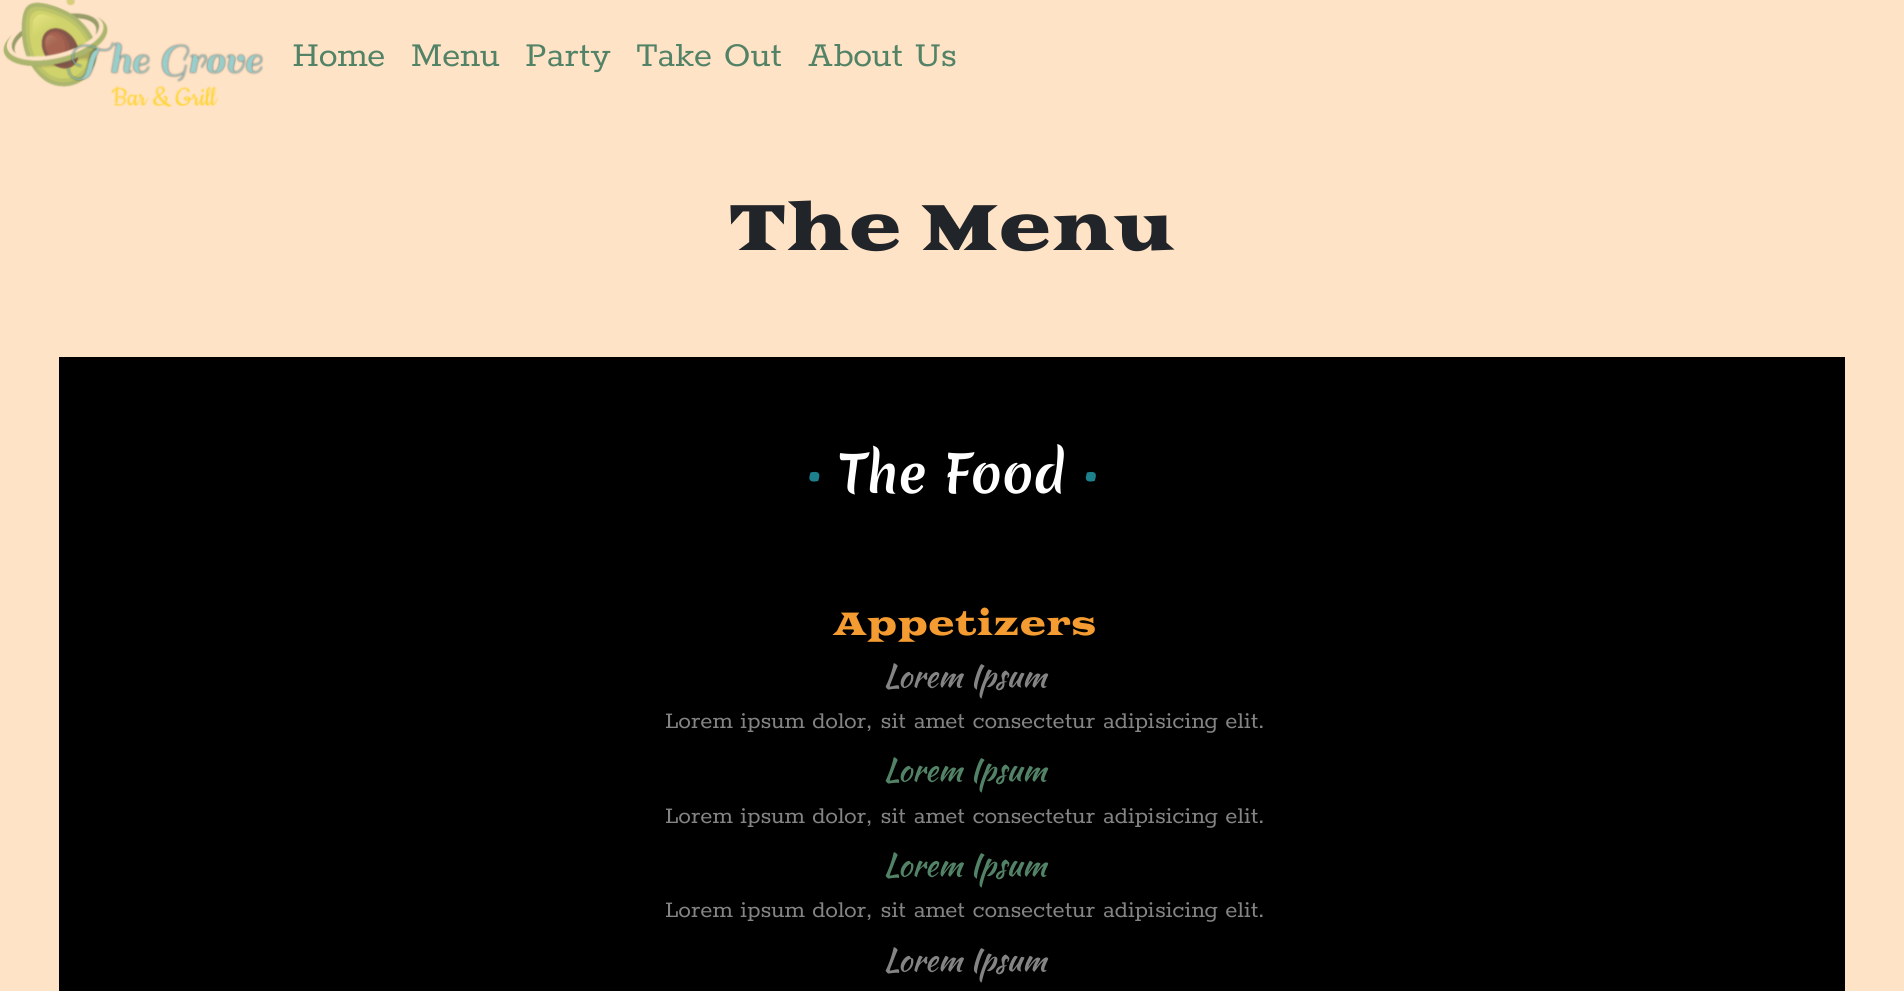 The Grove
Bar & Grill
Home Menu Party Take Out About Us
The Menu
· The Food ·
Appetizers
Lorem Ipsum
Lorem ipsum dolor, sit amet consectetur adipisicing elit.
Lorem Ipsum
Lorem ipsum dolor, sit amet consectetur adipisicing elit.
Lorem Ipsum
Lorem ipsum dolor, sit amet consectetur adipisicing elit.
Lorem Ipsum